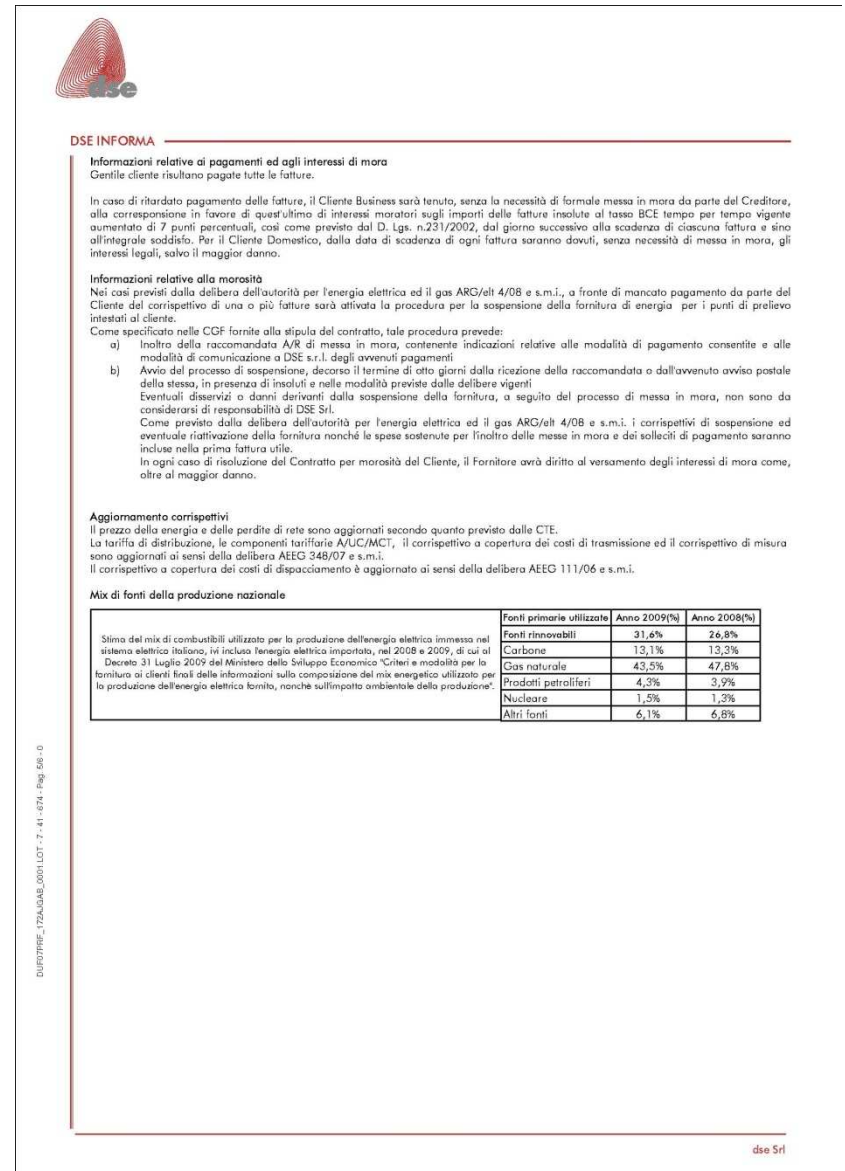 dse
DSE INFORMA
Informazioni relative ai pagamenti ed agli interessi di mora
Gentile cliente risultano pagate tutte le fatture.
In caso di ritardato pagamento delle fatture, il Cliente Business sarà tenuto, senza la necessità di formale messa in mora da parte del Creditore,
alla corresponsione in favore di quest'ultimo di interessi moratori sugli importi delle fatture insolute al tasso BCE tempo per tempo vigente
aumentato di 7 punti percentuali, così come previsto dal D. Lgs. n.231/2002, dal giorno successivo alla scadenza di ciascuna fattura e sino
all'integrale soddisfo. Per il Cliente Domestico, dalla data di scadenza di ogni fattura saranno dovuti, senza necessità di messa in mora, gli
interessi legali, salvo il maggior danno.
Informazioni relative alla morosità
Nei casi previsti dalla delibera dell'autorità per l'energia elettrica ed il gas ARG/elt 4/08 e s.m.i., a fronte di mancato pagamento da parte del
Cliente del corrispettivo di una o più fatture sarà attivata la procedura per la sospensione della fornitura di energia per i punti di prelievo
intestati al cliente.
Come specificato nelle CGF fornite alla stipula del contratto, tale procedura prevede:
a) Inoltro della raccomandata A/R di messa in mora, contenente indicazioni relative alle modalità di pagamento consentite e alle
modalità di comunicazione a DSE s.r.l. degli avvenuti pagamenti
b) Avvio del processo di sospensione, decorso il termine di otto giorni dalla ricezione della raccomandata o dall'avvenuto avviso postale
della stessa, in presenza di insoluti e nelle modalità previste dalle delibere vigenti
Eventuali disservizi o danni derivanti dalla sospensione della fornitura, a seguito del processo di messa in mora, non sono da
considerarsi di responsabilità di DSE Srl.
Come previsto dalla delibera dell'autorità per l'energia elettrica ed il gas ARG/elt 4/08 e s.m.i. i corrispettivi di sospensione ed
eventuale riattivazione della fornitura nonché le spese sostenute per l'inoltro delle messe in mora e dei solleciti di pagamento saranno
incluse nella prima fattura utile.
In ogni caso di risoluzione del Contratto per morosità del Cliente, il Fornitore avrà diritto al versamento degli interessi di mora come,
oltre al maggior danno.
Aggiornamento corrispettivi
Il prezzo della energia e delle perdite di rete sono aggiornati secondo quanto previsto dalle CTE.
La tariffa di distribuzione, le componenti tariffarie A/UC/MCT, il corrispettivo a copertura dei costi di trasmissione ed il corrispettivo di misura
sono aggiornati ai sensi della delibera AEEG 348/07 e s.m.i.
Il corrispettivo a copertura dei costi di dispacciamento è aggiornato ai sensi della delibera AEEG 111/06 e s.m.i.
Mix di fonti della produzione nazionale
Stima del mix di combustibili utilizzato per la produzione dell'energia elettrica immessa nel
sistema elettrico italiano, ivi inclusa l'energia elettrica importata, nel 2008 e 2009, di cui al
Decreto 31 Luglio 2009 del Ministero dello Sviluppo Economico "Criteri e modalità per la
fornitura ai clienti finali delle informazioni sulla composizione del mix energetico utilizzato per
la produzione dell'energia elettrica fornita, nonchè sull'impatto ambientale della produzione".
Fonti primarie utilizzate Anno 2009(%) Anno 2008(%)
Fonti rinnovabili 31,6% 26,8%
Carbone 13,1% 13,3%
Gas naturale 43,5% 47,8%
Prodotti petroliferi 4,3% 3,9%
Nucleare 1,5% 1,3%
Altri fonti 6,1% 6,8%
DUF07PRF_172AJGAB_0001.LOT - 7 - 41 - 674 - Pag. 5/6 - 0
dse Srl